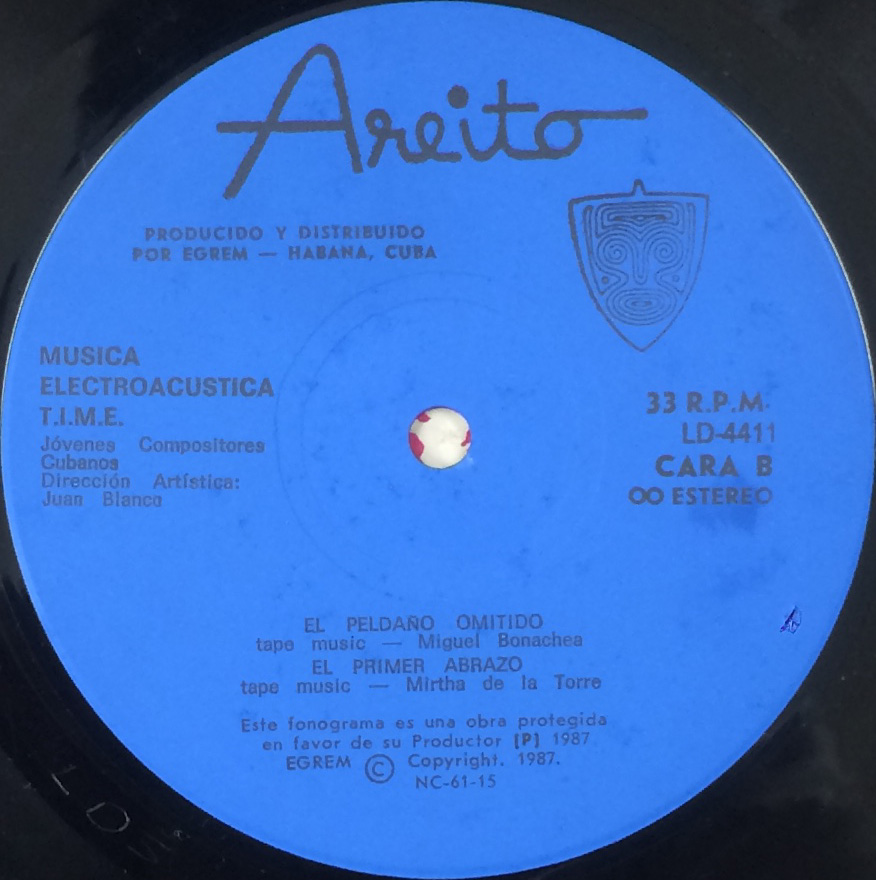 Areito
PRODUCIDO Y DISTRIBUIDO
POR EGREM — HABANA, CUBA
MUSICA
ELECTROACUSTICA
T.I.M.E.
Jóvenes Compositores
Cubanos
Dirección Artística:
Juan Blanco
33 R.P.M.
LD-4411
CARA B
OO ESTEREO
EL PELDAÑO OMITIDO
tape music — Miguel Bonachea
EL PRIMER ABRAZO
tape music — Mirtha de la Torre
Este fonograma es una obra protegida
en favor de su Productor [P] 1987
EGREM © Copyright. 1987.
NC-61-15
L D